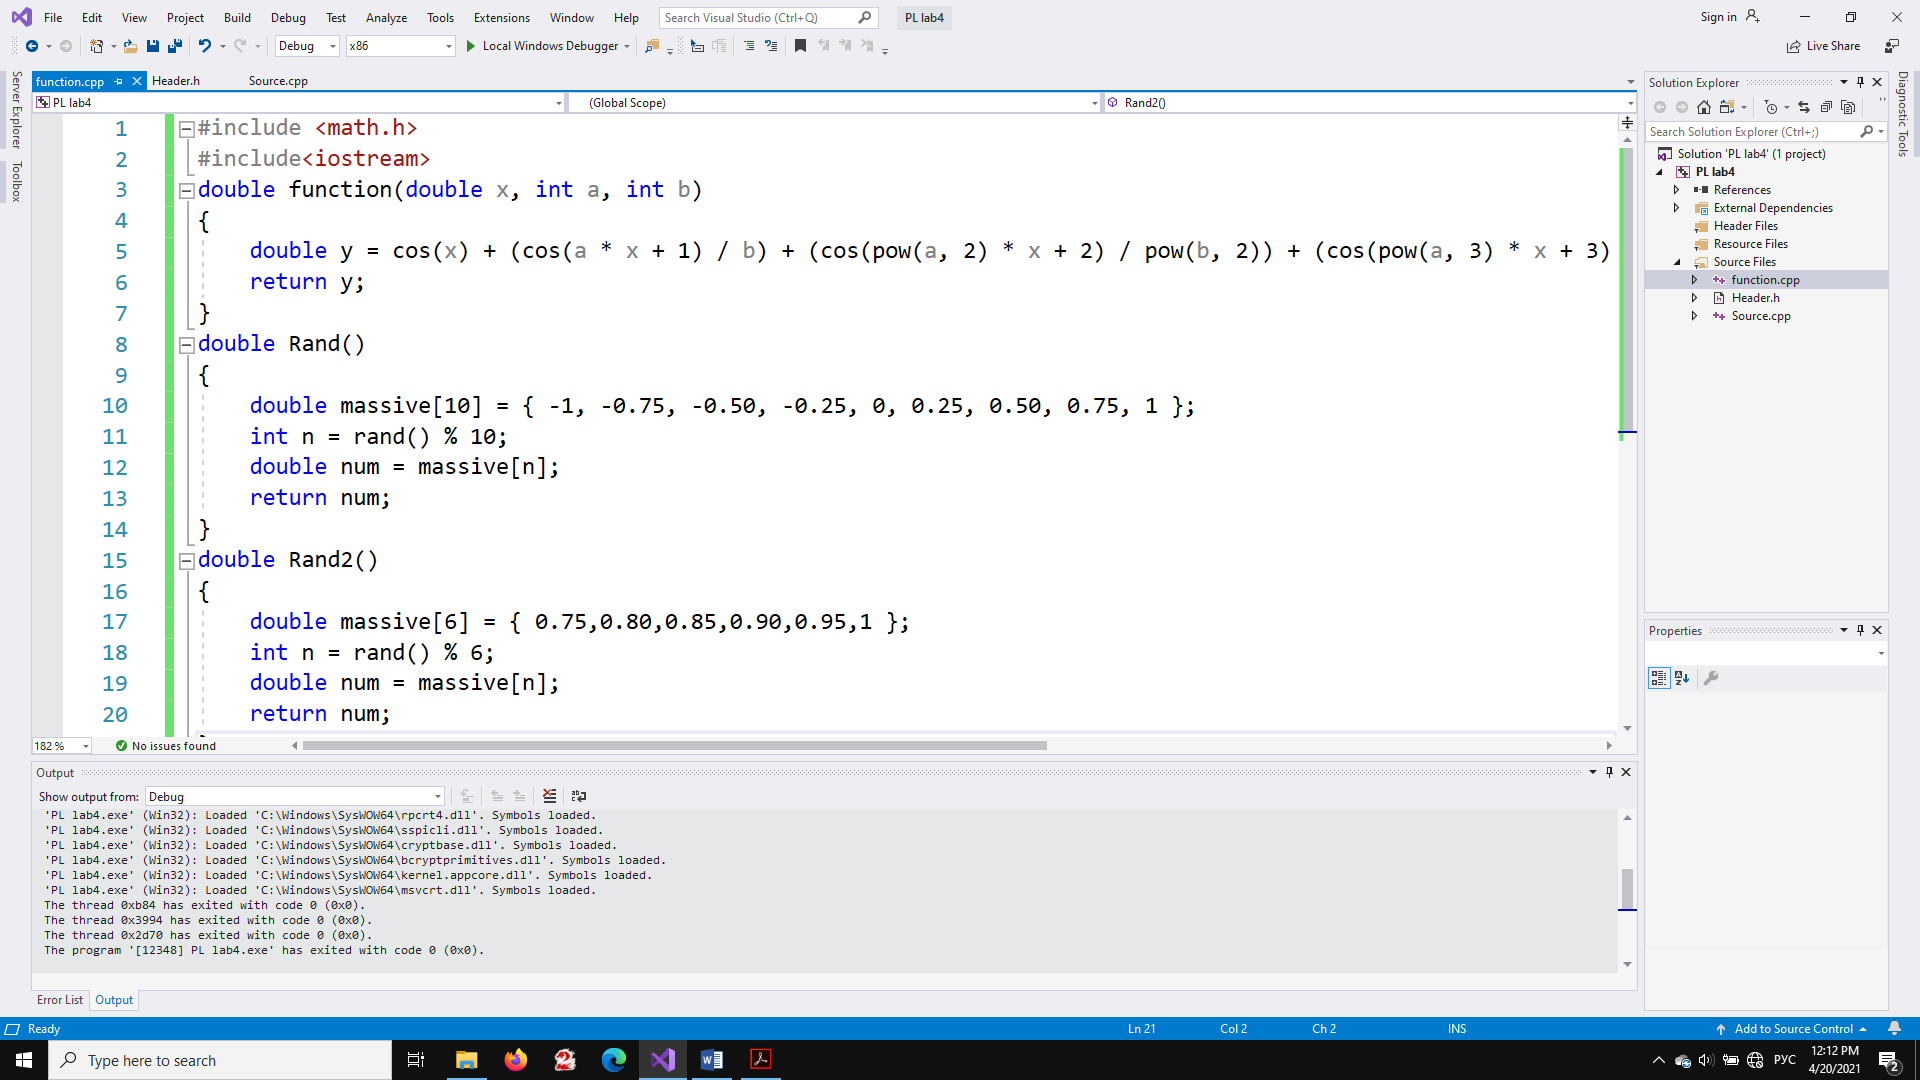 File Edit View Project Build Debug Test Analyze Tools Extensions Window Help Search Visual Studio (Ctrl+Q) PL lab4 Sign in
Debug x86 Local Windows Debugger Live Share
Server Explorer
Toolbox
function.cpp Header.h Source.cpp
PL lab4 (Global Scope) Rand2()
1 #include <math.h>
2 #include<iostream>
3 double function(double x, int a, int b)
4 {
5 double y = cos(x) + (cos(a * x + 1) / b) + (cos(pow(a, 2) * x + 2) / pow(b, 2)) + (cos(pow(a, 3) * x + 3)
6 return y;
7 }
8 double Rand()
9 {
10 double massive[10] = { -1, -0.75, -0.50, -0.25, 0, 0.25, 0.50, 0.75, 1 };
11 int n = rand() % 10;
12 double num = massive[n];
13 return num;
14 }
15 double Rand2()
16 {
17 double massive[6] = { 0.75,0.80,0.85,0.90,0.95,1 };
18 int n = rand() % 6;
19 double num = massive[n];
20 return num;
182 % No issues found
Output
Show output from: Debug
'PL lab4.exe' (Win32): Loaded 'C:\Windows\SysWOW64\rpcrt4.dll'. Symbols loaded.
'PL lab4.exe' (Win32): Loaded 'C:\Windows\SysWOW64\sspicli.dll'. Symbols loaded.
'PL lab4.exe' (Win32): Loaded 'C:\Windows\SysWOW64\cryptbase.dll'. Symbols loaded.
'PL lab4.exe' (Win32): Loaded 'C:\Windows\SysWOW64\bcryptprimitives.dll'. Symbols loaded.
'PL lab4.exe' (Win32): Loaded 'C:\Windows\SysWOW64\kernel.appcore.dll'. Symbols loaded.
'PL lab4.exe' (Win32): Loaded 'C:\Windows\SysWOW64\msvcrt.dll'. Symbols loaded.
The thread 0xb84 has exited with code 0 (0x0).
The thread 0x3994 has exited with code 0 (0x0).
The thread 0x2d70 has exited with code 0 (0x0).
The program '[12348] PL lab4.exe' has exited with code 0 (0x0).
Error List Output
Solution Explorer
Search Solution Explorer (Ctrl+;)
Solution 'PL lab4' (1 project)
PL lab4
References
External Dependencies
Header Files
Resource Files
Source Files
function.cpp
Header.h
Source.cpp
Properties
Diagnostic Tools
Ready Ln 21 Col 2 Ch 2 INS Add to Source Control
Type here to search РУС 12:12 PM
4/20/2021 2